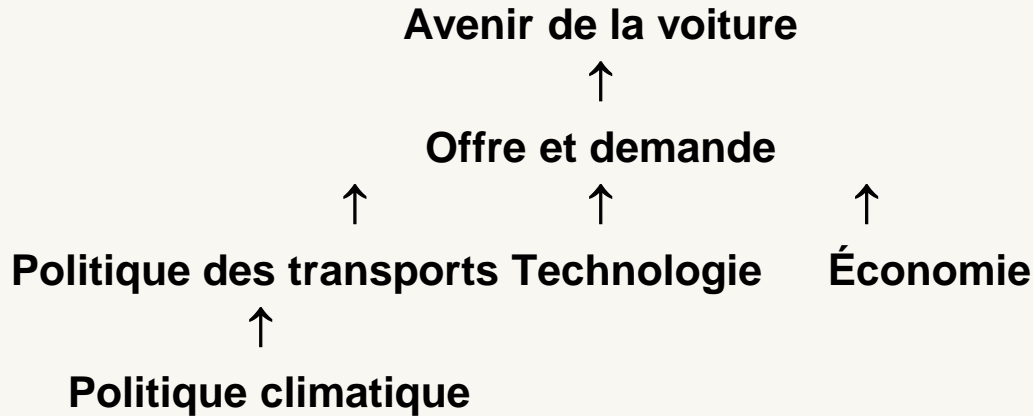 Avenir de la voiture
↑
Offre et demande
↑ ↑ ↑
Politique des transports Technologie Économie
↑
Politique climatique